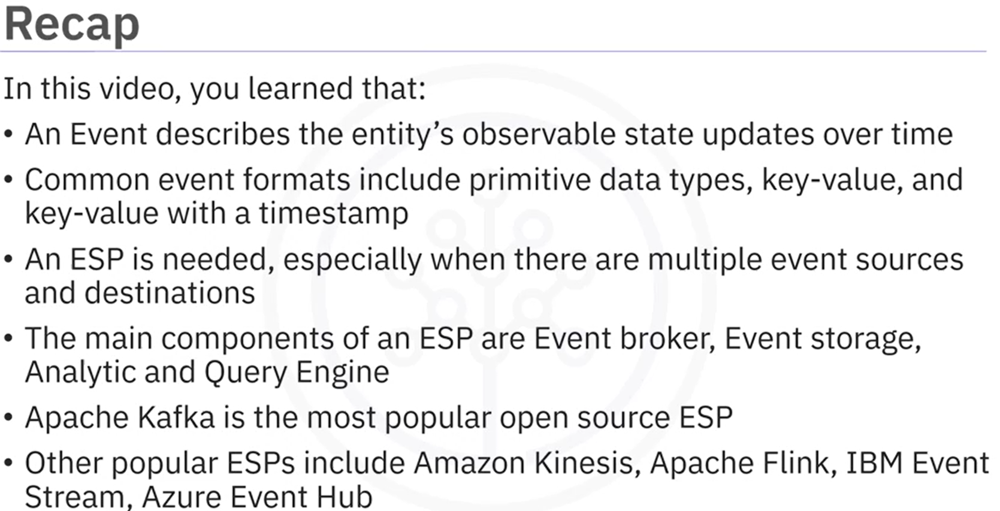 Recap
In this video, you learned that:
• An Event describes the entity’s observable state updates over time
• Common event formats include primitive data types, key-value, and
key-value with a timestamp
• An ESP is needed, especially when there are multiple event sources
and destinations
• The main components of an ESP are Event broker, Event storage,
Analytic and Query Engine
• Apache Kafka is the most popular open source ESP
• Other popular ESPs include Amazon Kinesis, Apache Flink, IBM Event
Stream, Azure Event Hub